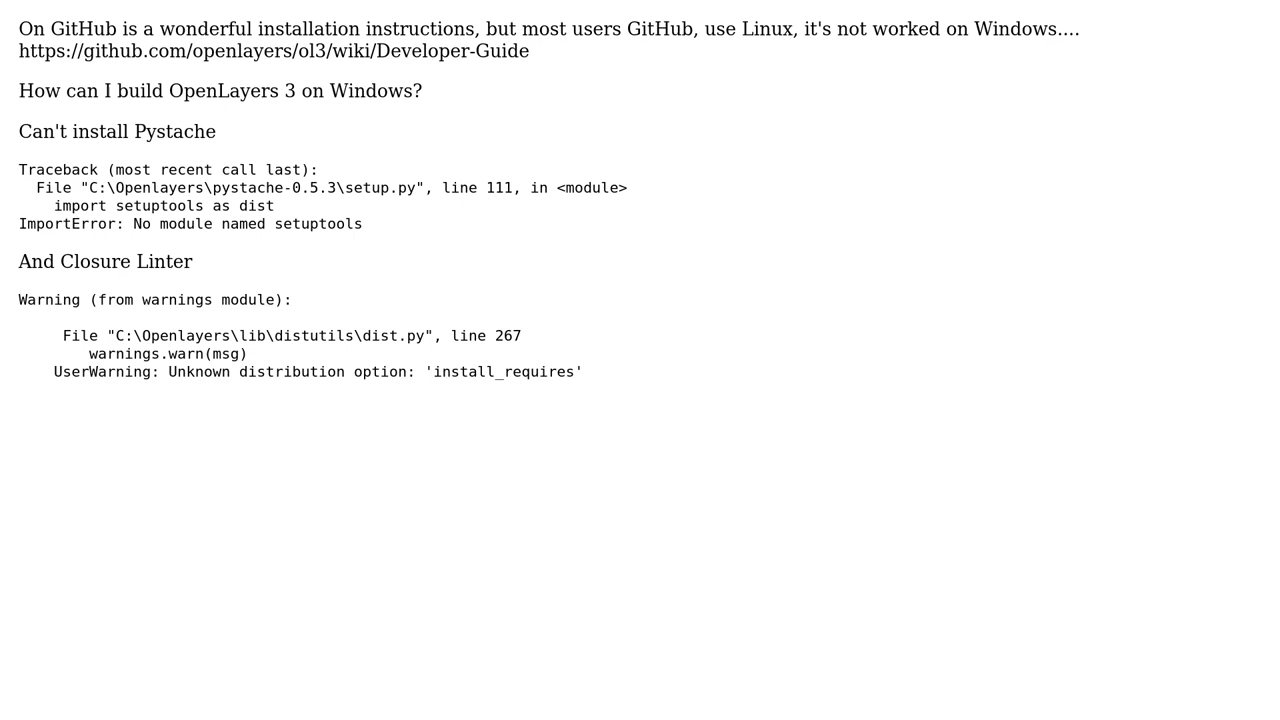 On GitHub is a wonderful installation instructions, but most users GitHub, use Linux, it's not worked on Windows....
https://github.com/openlayers/ol3/wiki/Developer-Guide
How can I build OpenLayers 3 on Windows?
Can't install Pystache
Traceback (most recent call last):
  File "C:\Openlayers\pystache-0.5.3\setup.py", line 111, in <module>
    import setuptools as dist
ImportError: No module named setuptools
And Closure Linter
Warning (from warnings module):
     File "C:\Openlayers\lib\distutils\dist.py", line 267
        warnings.warn(msg)
    UserWarning: Unknown distribution option: 'install_requires'